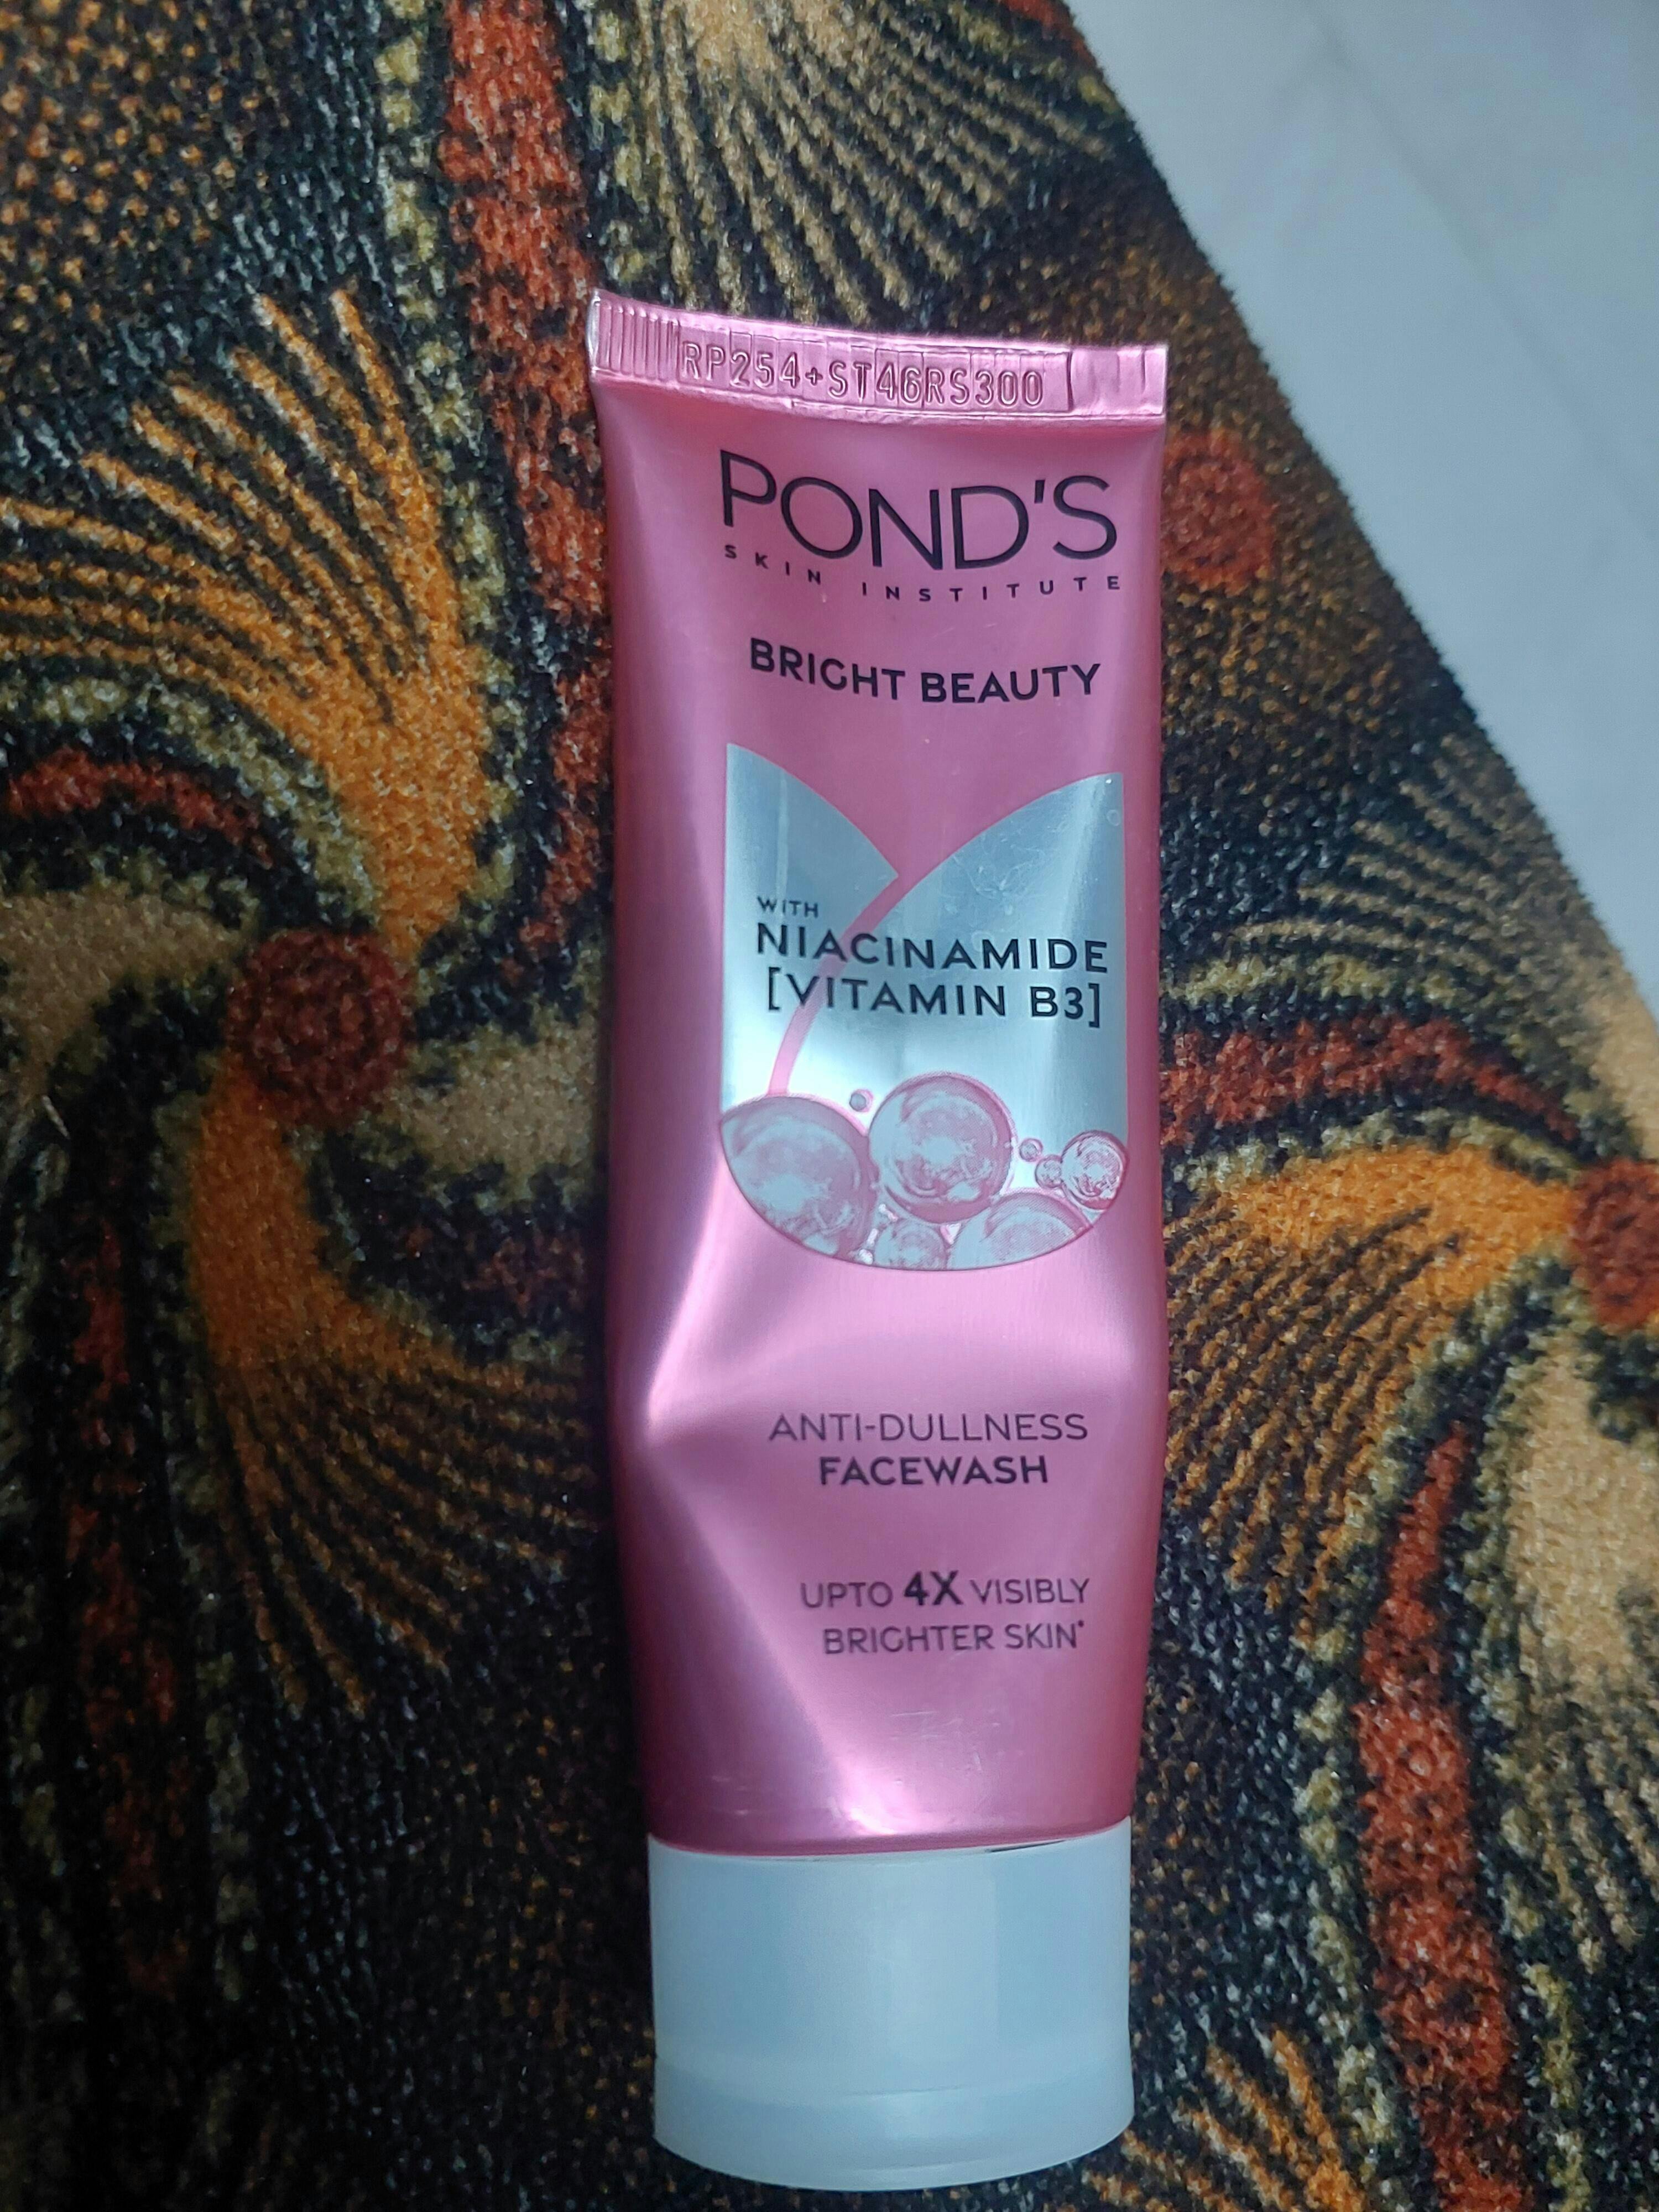 RP254+ST46RS300
POND'S
SKIN INSTITUTE
BRIGHT BEAUTY
WITH
NIACINAMIDE
[VITAMIN B3]
ANTI-DULLNESS
FACEWASH
UPTO 4X VISIBLY
BRIGHTER SKIN*